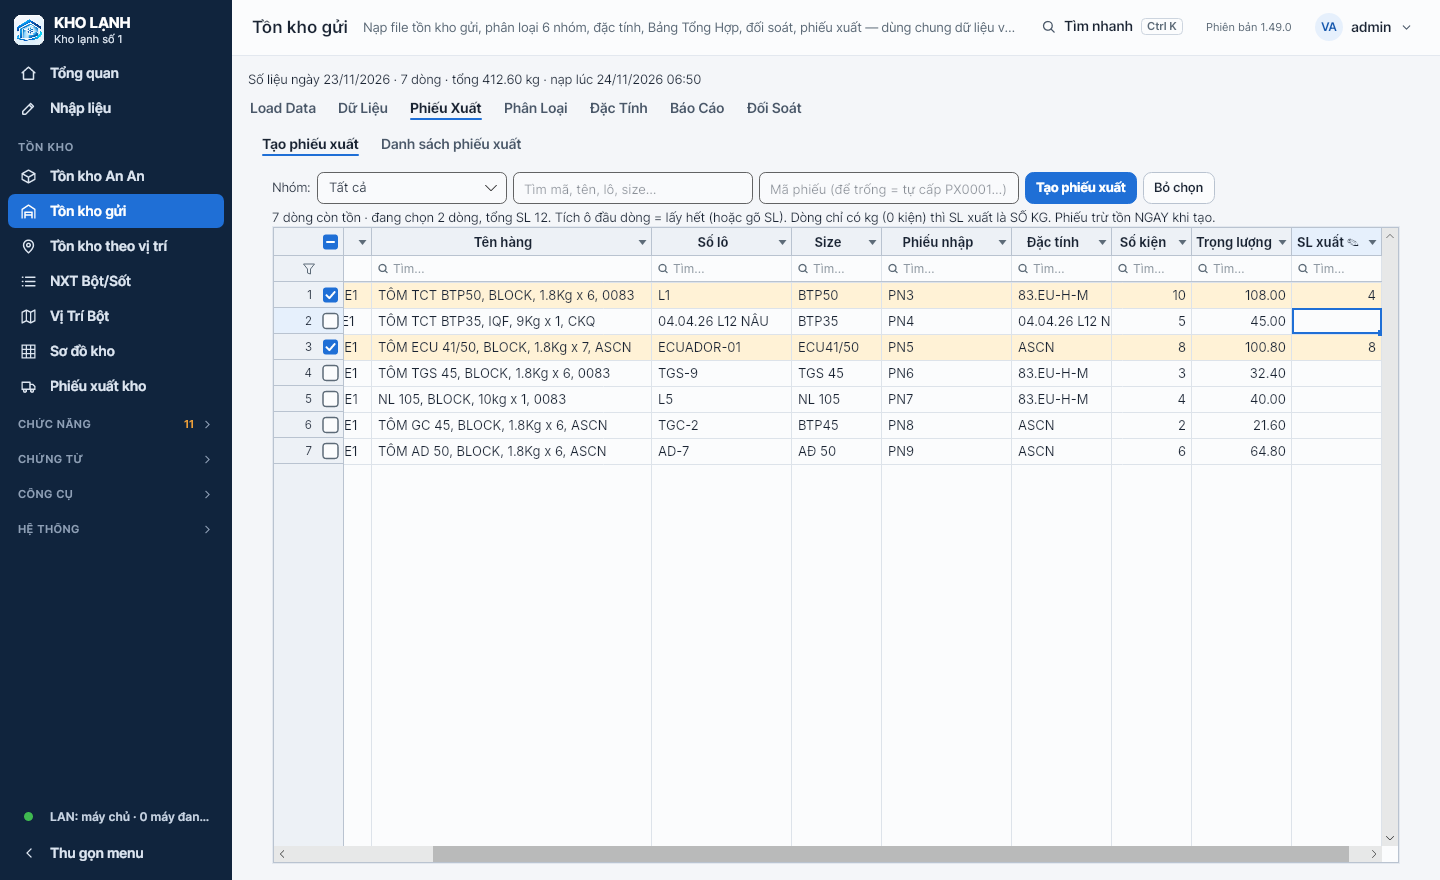 KHO LẠNH
Kho lạnh số 1
Tổng quan
Nhập liệu
TỒN KHO
Tồn kho An An
Tồn kho gửi
Tồn kho theo vị trí
NXT Bột/Sốt
Vị Trí Bột
Sơ đồ kho
Phiếu xuất kho
CHỨC NĂNG 11
CHỨNG TỪ
CÔNG CỤ
HỆ THỐNG
LAN: máy chủ · 0 máy đan...
Thu gọn menu
Tồn kho gửi Nạp file tồn kho gửi, phân loại 6 nhóm, đặc tính, Bảng Tổng Hợp, đối soát, phiếu xuất — dùng chung dữ liệu v... Tìm nhanh Ctrl K Phiên bản 1.49.0 VA admin
Số liệu ngày 23/11/2026 · 7 dòng · tổng 412.60 kg · nạp lúc 24/11/2026 06:50
Load Data Dữ Liệu Phiếu Xuất Phân Loại Đặc Tính Báo Cáo Đối Soát
Tạo phiếu xuất Danh sách phiếu xuất
Nhóm: Tất cả Tìm mã, tên, lô, size... Mã phiếu (để trống = tự cấp PX0001...) Tạo phiếu xuất Bỏ chọn
7 dòng còn tồn · đang chọn 2 dòng, tổng SL 12. Tích ô đầu dòng = lấy hết (hoặc gõ SL). Dòng chỉ có kg (0 kiện) thì SL xuất là SỐ KG. Phiếu trừ tồn NGAY khi tạo.
Tên hàng Số lô Size Phiếu nhập Đặc tính Số kiện Trọng lượng SL xuất ✎
Tìm... Tìm... Tìm... Tìm... Tìm... Tìm... Tìm... Tìm...
1 E1 TÔM TCT BTP50, BLOCK, 1.8Kg x 6, 0083 L1 BTP50 PN3 83.EU-H-M 10 108.00 4
2 E1 TÔM TCT BTP35, IQF, 9Kg x 1, CKQ 04.04.26 L12 NÂU BTP35 PN4 04.04.26 L12 N 5 45.00
3 E1 TÔM ECU 41/50, BLOCK, 1.8Kg x 7, ASCN ECUADOR-01 ECU41/50 PN5 ASCN 8 100.80 8
4 E1 TÔM TGS 45, BLOCK, 1.8Kg x 6, 0083 TGS-9 TGS 45 PN6 83.EU-H-M 3 32.40
5 E1 NL 105, BLOCK, 10kg x 1, 0083 L5 NL 105 PN7 83.EU-H-M 4 40.00
6 E1 TÔM GC 45, BLOCK, 1.8Kg x 6, ASCN TGC-2 BTP45 PN8 ASCN 2 21.60
7 E1 TÔM AD 50, BLOCK, 1.8Kg x 6, ASCN AD-7 AĐ 50 PN9 ASCN 6 64.80